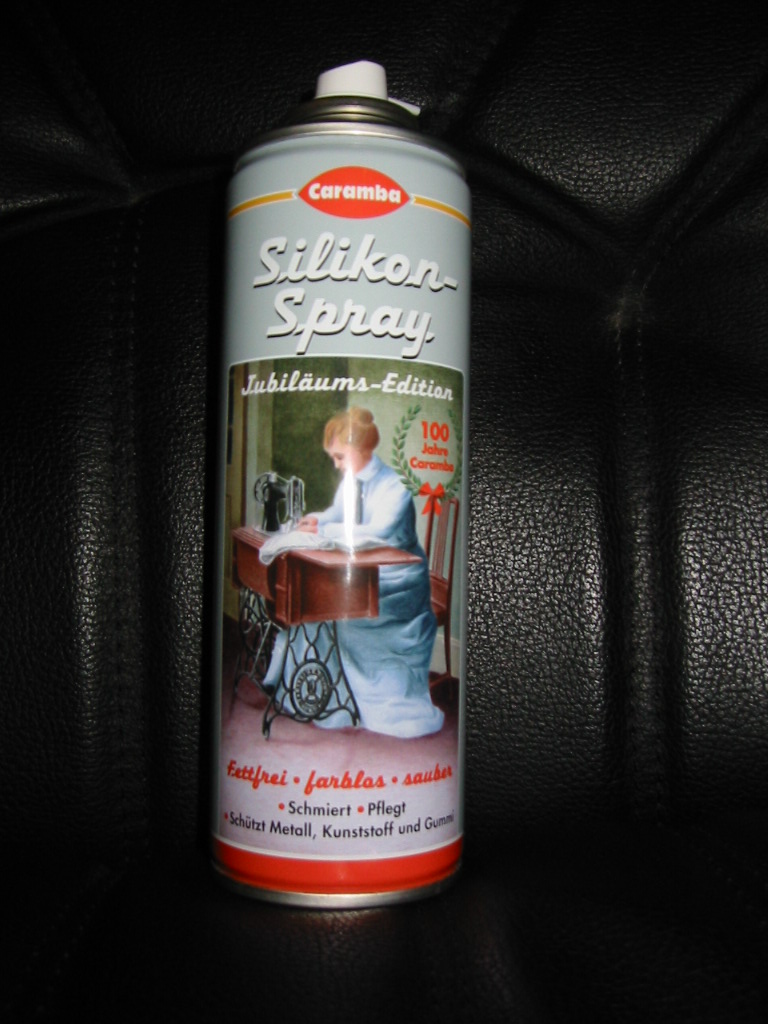 Caramba
Silikon-
Spray
Jubiläums-Edition
100
Jahre
Caramba
Fettfrei • farblos • sauber
• Schmiert • Pflegt
• Schützt Metall, Kunststoff und Gummi